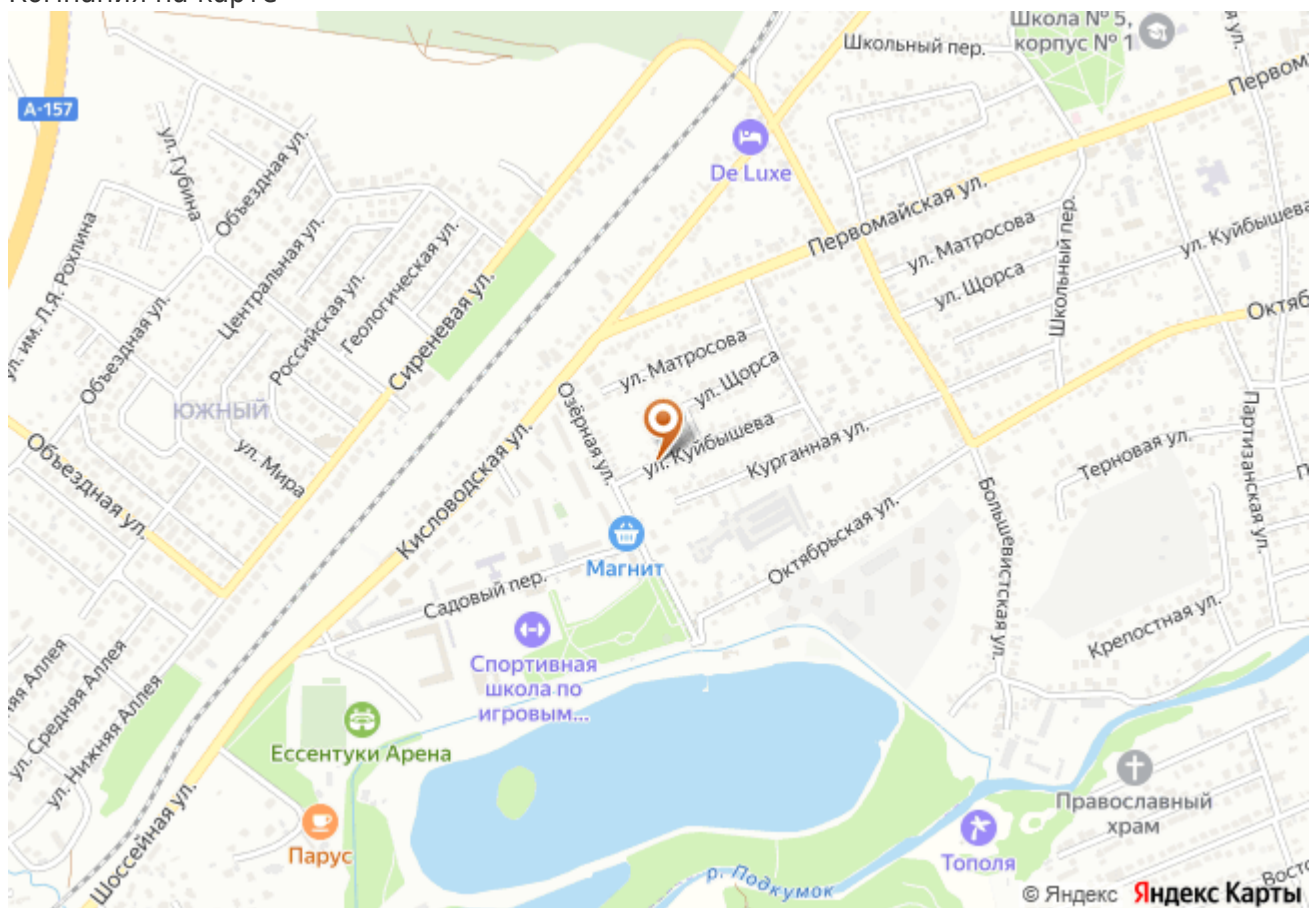 Компания на карте
Школа № 5,
корпус № 1
Школьный пер.
А-157
De Luxe
Первомайская ул.
ул. Губина
Объездная ул.
ул. им. Л.Я. Рохлина
Центральная ул.
Российская ул.
Геологическая ул.
Сиреневая ул.
Первомайская ул.
ул. Матросова
ул. Щорса
Школьный пер.
ул. Куйбышева
Объездная ул.
ЮЖНЫЙ
ул. Мира
Объездная ул.
ул. Матросова
ул. Щорса
ул. Куйбышева
Озёрная ул.
Кисловодская ул.
Курганная ул.
Октябрьская ул.
Терновая ул.
Партизанская ул.
Большевистская ул.
Крепостная ул.
Магнит
Садовый пер.
Спортивная
школа по
игровым...
Ессентуки Арена
ул. Средняя Аллея
ул. Нижняя Аллея
Шоссейная ул.
Парус
Православный
храм
Тополя
р. Подкумок
© Яндекс Яндекс Карты